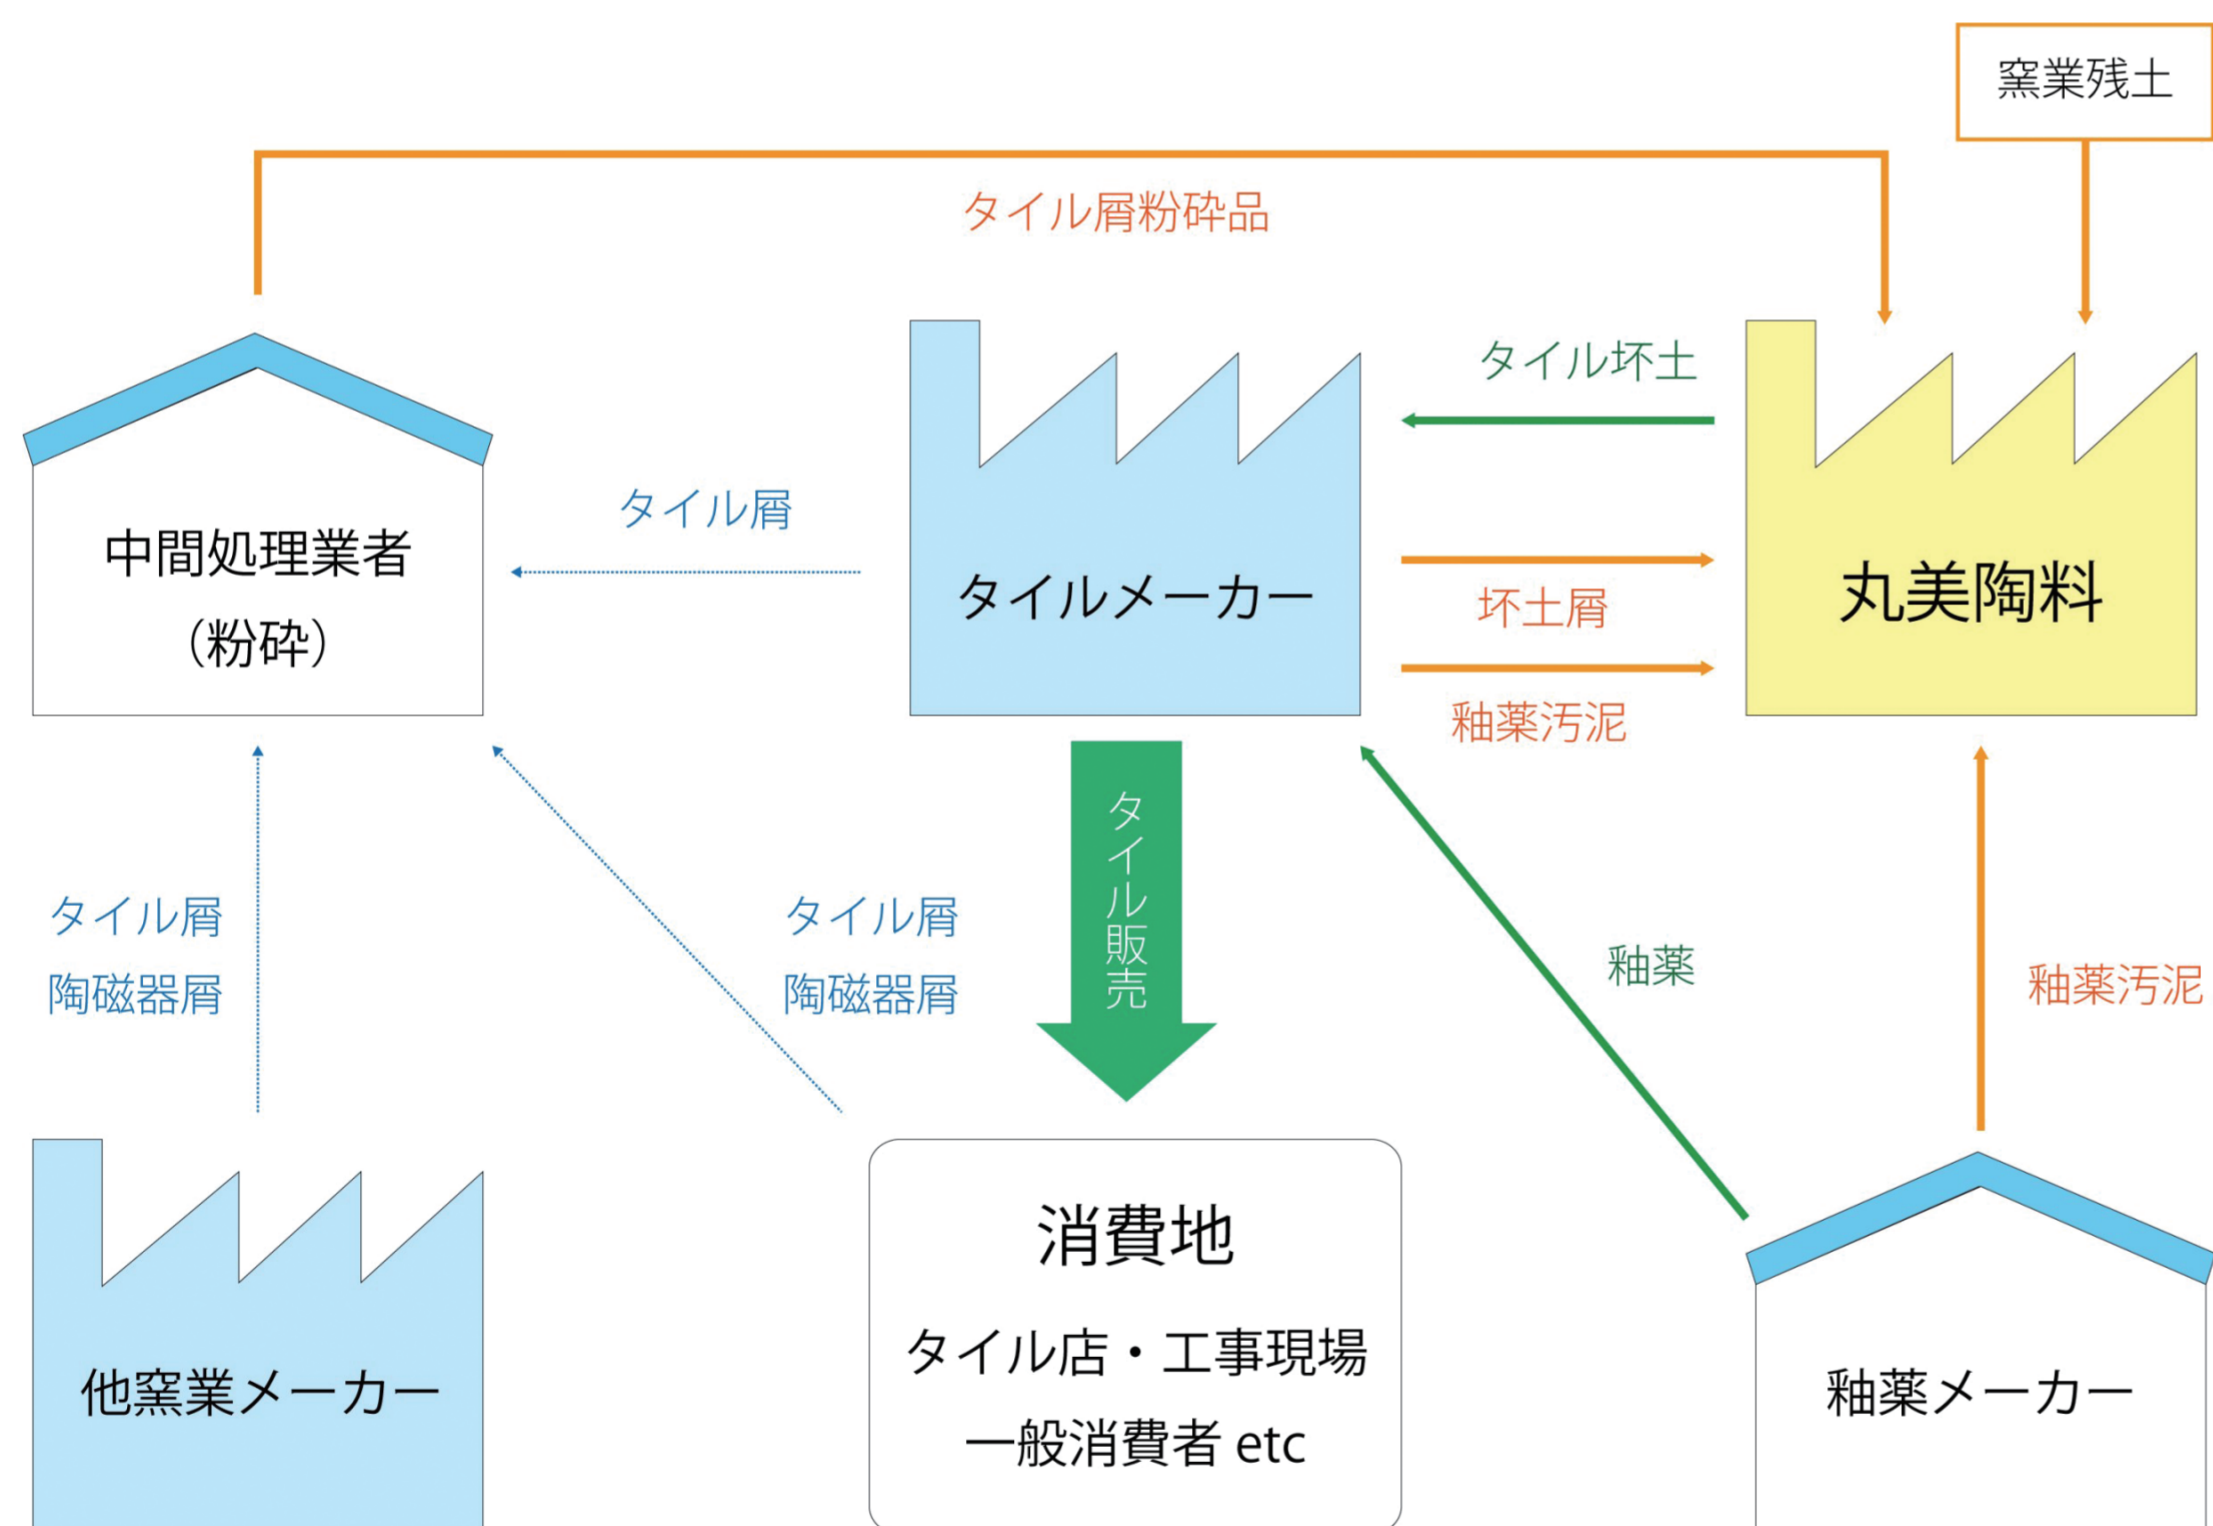 窯業残土
タイル屑粉砕品
タイル坏土
タイル屑
中間処理業者
（粉砕）
タイルメーカー
坏土屑
釉薬汚泥
丸美陶料
タイル屑
陶磁器屑
タイル屑
陶磁器屑
タイル販売
釉薬
釉薬汚泥
他窯業メーカー
消費地
タイル店・工事現場
一般消費者 etc
釉薬メーカー